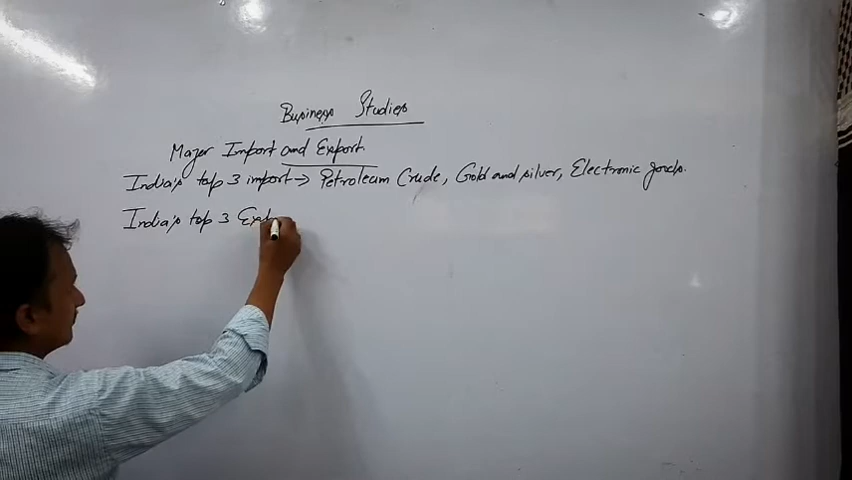 Business Studies
Major Import and Export.
India's top 3 import → Petroleum Crude, Gold and silver, Electronic goods.
India's top 3 Exp